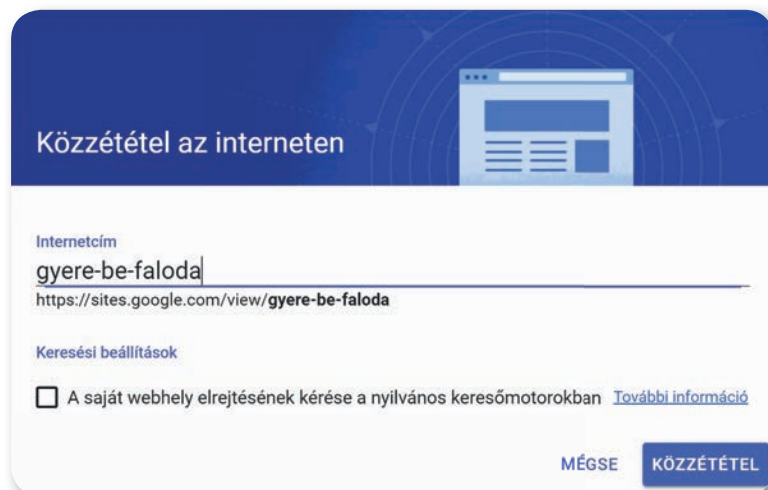 Közzététel az interneten
Internetcím
gyere-be-faloda
https://sites.google.com/view/gyere-be-faloda
Keresési beállítások
A saját webhely elrejtésének kérése a nyilvános keresőmotorokban További információ
MÉGSE KÖZZÉTÉTEL